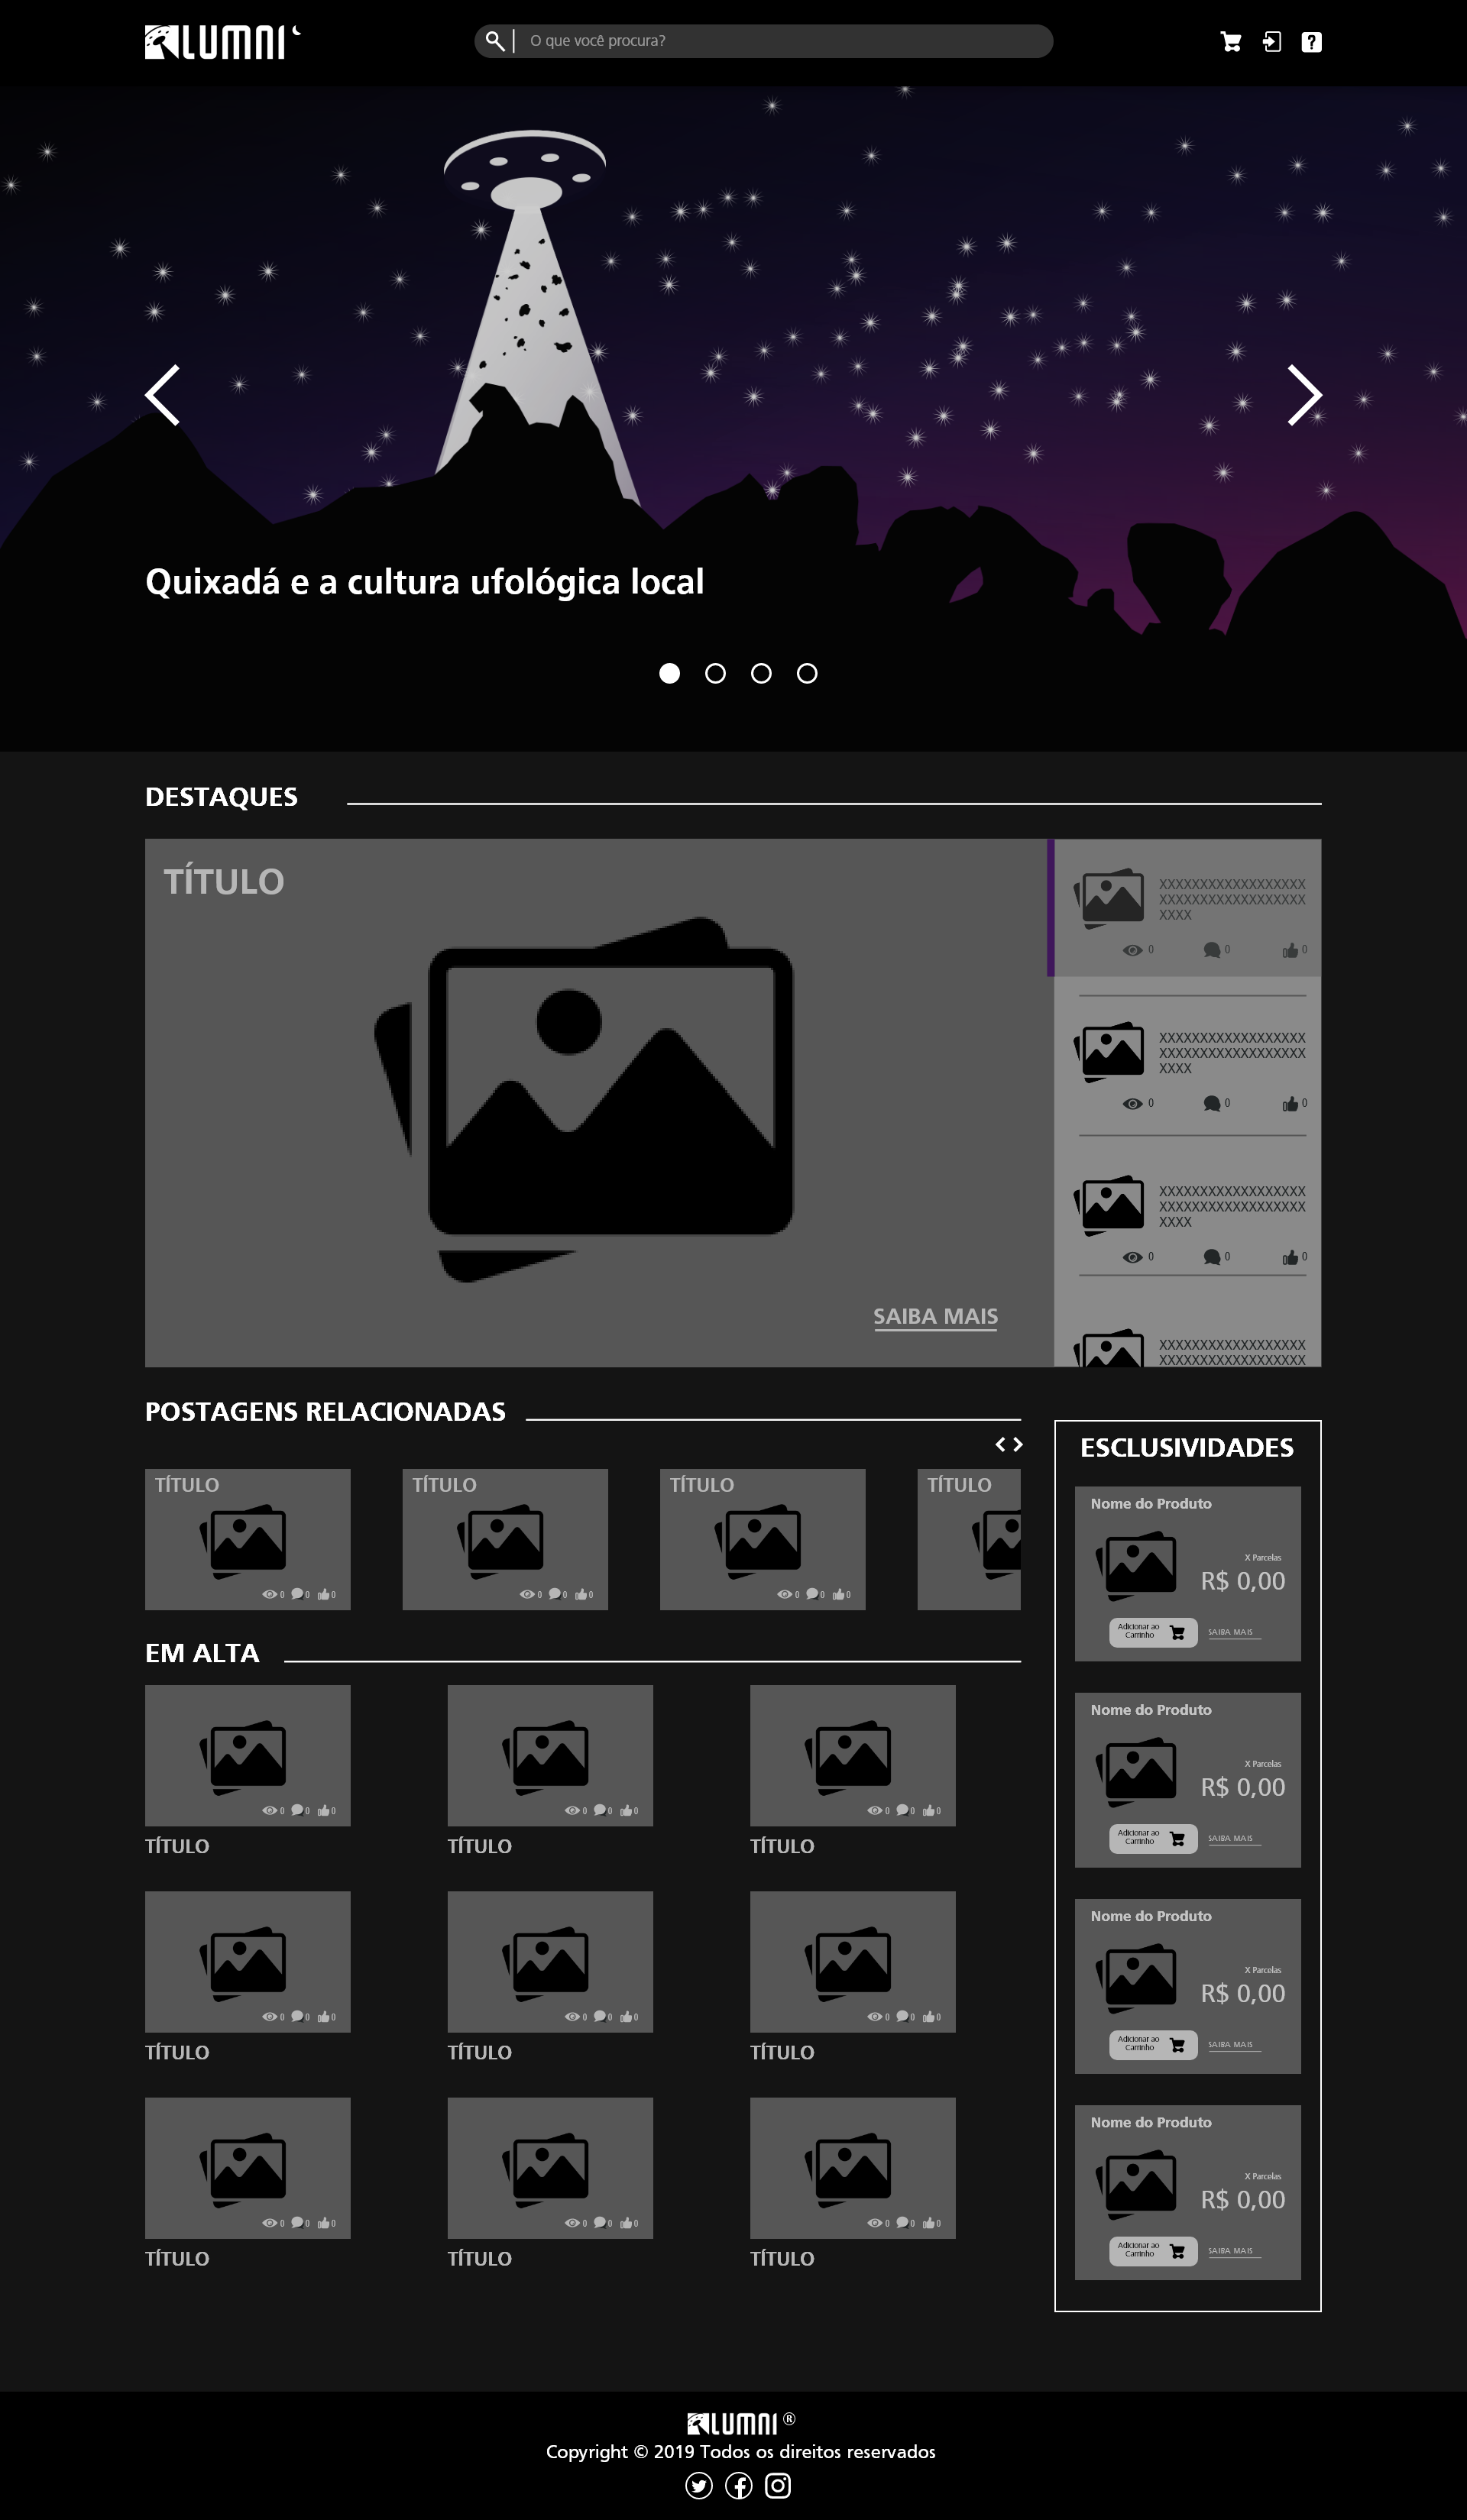 ALUMNI
O que você procura?
Quixadá e a cultura ufológica local
DESTAQUES
TÍTULO
SAIBA MAIS
XXXXXXXXXXXXXXXXXX
XXXXXXXXXXXXXXXXXX
XXXX
0 0 0
XXXXXXXXXXXXXXXXXX
XXXXXXXXXXXXXXXXXX
XXXX
0 0 0
XXXXXXXXXXXXXXXXXX
XXXXXXXXXXXXXXXXXX
XXXX
0 0 0
XXXXXXXXXXXXXXXXXX
XXXXXXXXXXXXXXXXXX
POSTAGENS RELACIONADAS
TÍTULO
0 0 0
TÍTULO
0 0 0
TÍTULO
0 0 0
TÍTULO
EM ALTA
0 0 0
TÍTULO
0 0 0
TÍTULO
0 0 0
TÍTULO
0 0 0
TÍTULO
0 0 0
TÍTULO
0 0 0
TÍTULO
0 0 0
TÍTULO
0 0 0
TÍTULO
0 0 0
TÍTULO
ESCLUSIVIDADES
Nome do Produto
X Parcelas
R$ 0,00
Adicionar ao
Carrinho
SAIBA MAIS
Nome do Produto
X Parcelas
R$ 0,00
Adicionar ao
Carrinho
SAIBA MAIS
Nome do Produto
X Parcelas
R$ 0,00
Adicionar ao
Carrinho
SAIBA MAIS
Nome do Produto
X Parcelas
R$ 0,00
Adicionar ao
Carrinho
SAIBA MAIS
ALUMNI ®
Copyright © 2019 Todos os direitos reservados